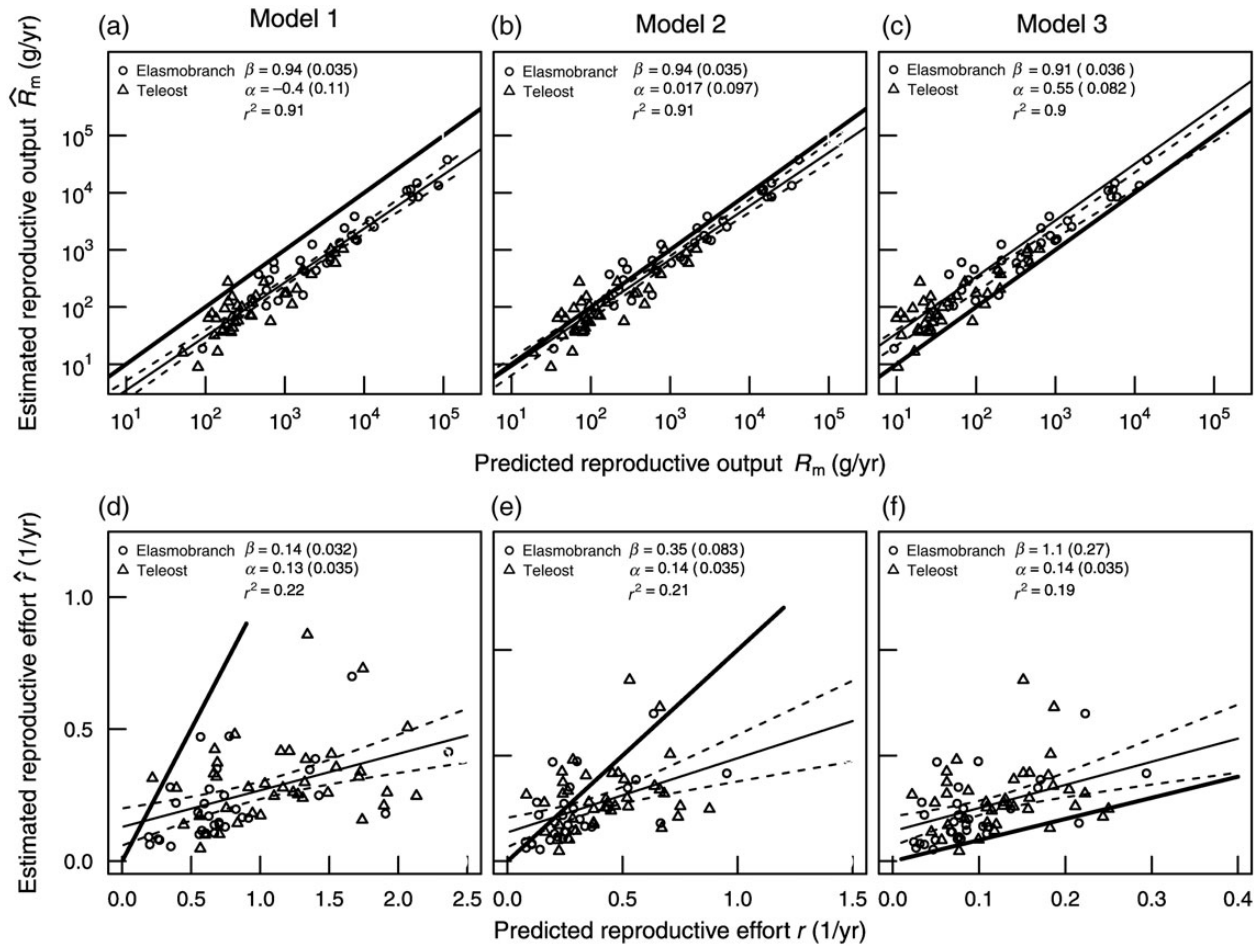 Model 1
Model 2
Model 3
(a)
(b)
(c)
Estimated reproductive output R̂m (g/yr)
Elasmobranch β = 0.94 (0.035)
Teleost α = −0.4 (0.11)
r² = 0.91
Elasmobranch β = 0.94 (0.035)
Teleost α = 0.017 (0.097)
r² = 0.91
Elasmobranch β = 0.91 ( 0.036 )
Teleost α = 0.55 ( 0.082 )
r² = 0.9
10⁵
10⁴
10³
10²
10¹
10¹ 10² 10³ 10⁴ 10⁵
10¹ 10² 10³ 10⁴ 10⁵
10¹ 10² 10³ 10⁴ 10⁵
Predicted reproductive output Rm (g/yr)
(d)
(e)
(f)
Estimated reproductive effort r̂ (1/yr)
Elasmobranch β = 0.14 (0.032)
Teleost α = 0.13 (0.035)
r² = 0.22
Elasmobranch β = 0.35 (0.083)
Teleost α = 0.14 (0.035)
r² = 0.21
Elasmobranch β = 1.1 (0.27)
Teleost α = 0.14 (0.035)
r² = 0.19
1.0
0.5
0.0
0.0 0.5 1.0 1.5 2.0 2.5
0.0 0.5 1.0 1.5
0.0 0.1 0.2 0.3 0.4
Predicted reproductive effort r (1/yr)